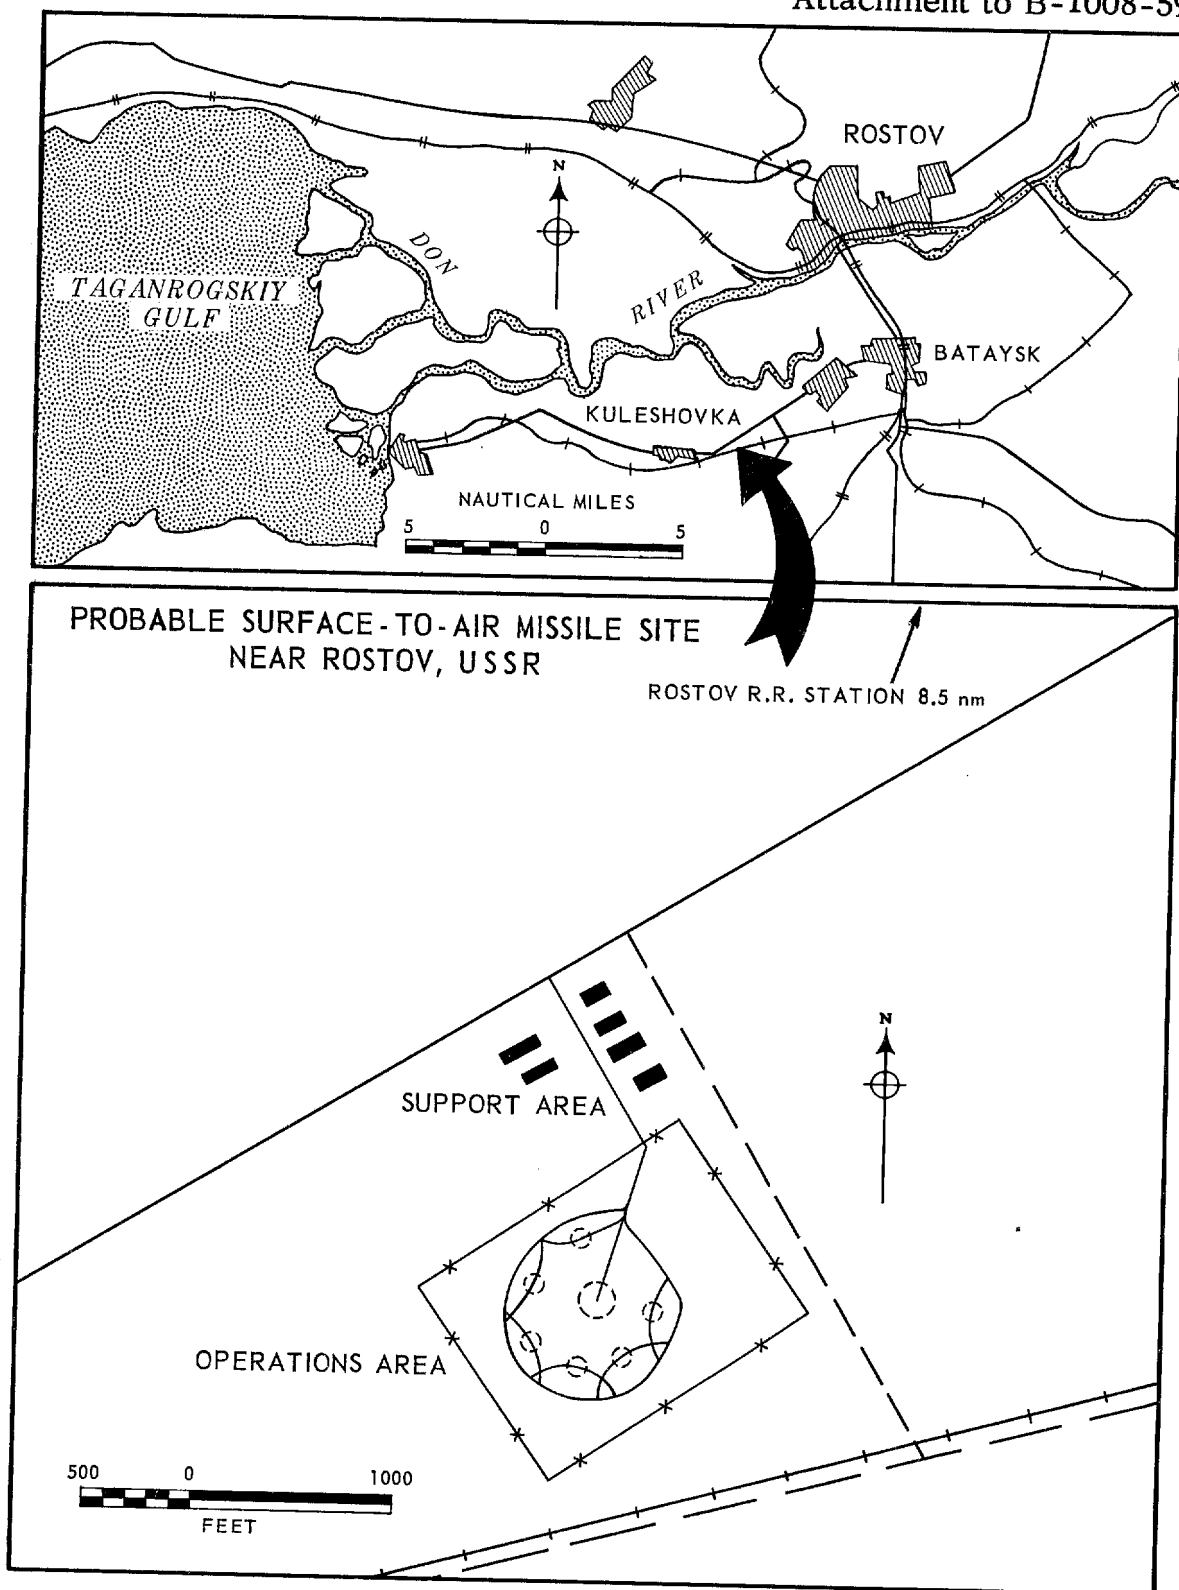 Attachment to B-1008-59
ROSTOV
N
DON
RIVER
TAGANROGSKIY
GULF
BATAYSK
KULESHOVKA
NAUTICAL MILES
5 0 5
PROBABLE SURFACE-TO-AIR MISSILE SITE
NEAR ROSTOV, USSR
ROSTOV R.R. STATION 8.5 nm
N
SUPPORT AREA
OPERATIONS AREA
500 0 1000
FEET